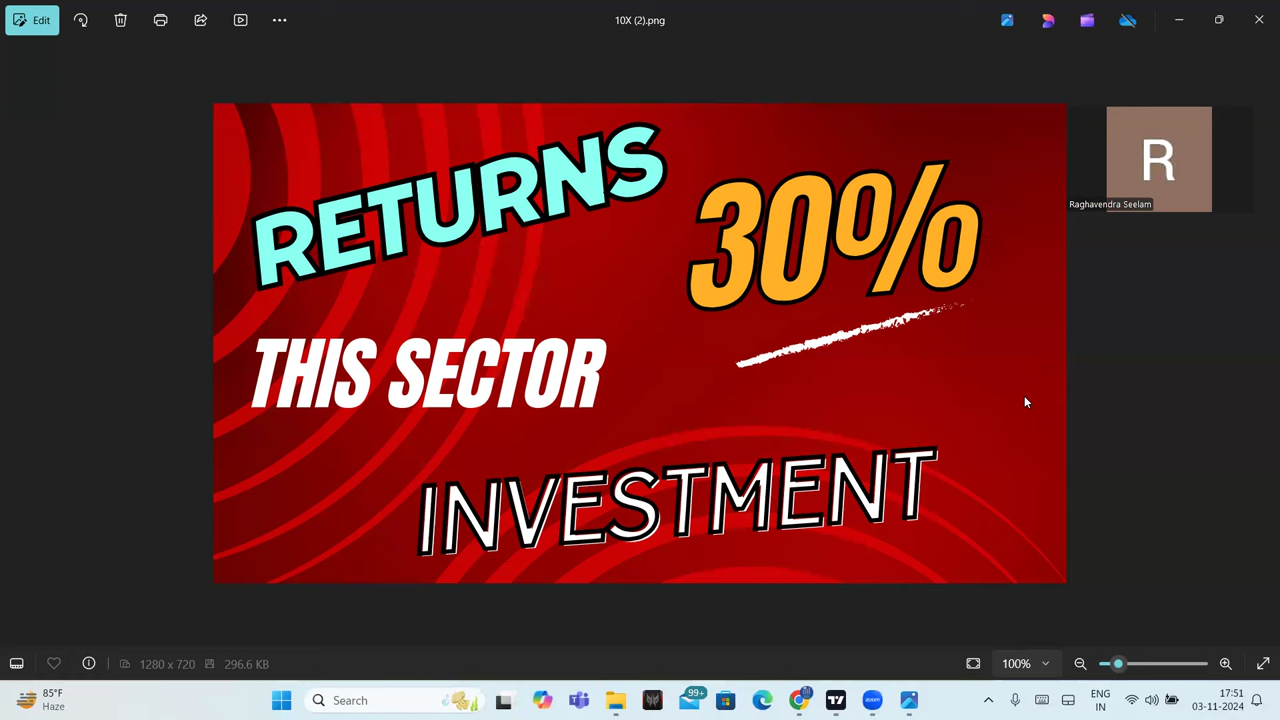 Edit
10X (2).png
RETURNS
30%
THIS SECTOR
INVESTMENT
R
Raghavendra Seelam
1280 x 720
296.6 KB
100%
85°F
Haze
Search
99+
zoom
ENG
IN
17:51
03-11-2024